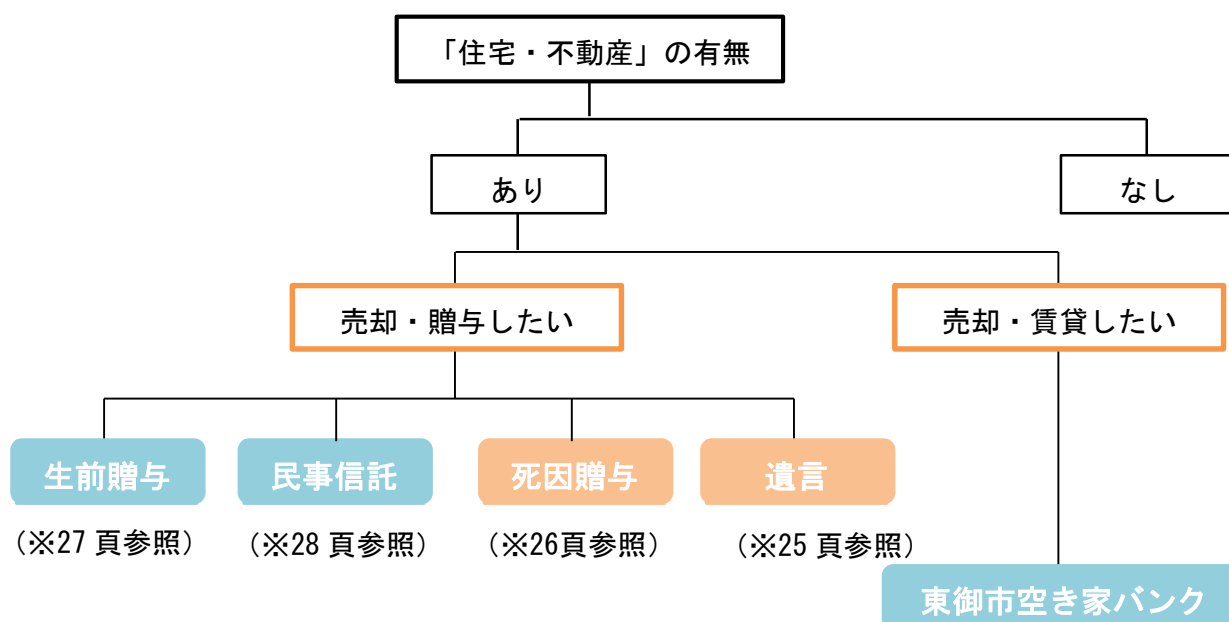 「住宅・不動産」の有無
あり
なし
売却・贈与したい
売却・賃貸したい
生前贈与
民事信託
死因贈与
遺言
（※27 頁参照）
（※28 頁参照）
（※26頁参照）
（※25 頁参照）
東御市空き家バンク